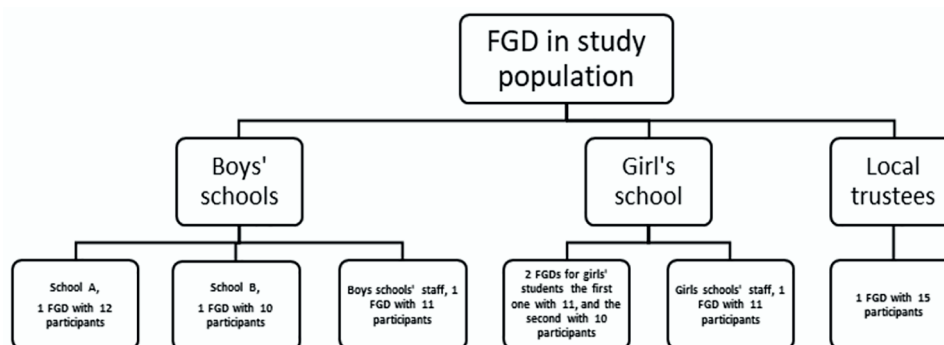 FGD in study
population
Boys'
schools
Girl's
school
Local
trustees
School A,
1 FGD with 12
participants
School B,
1 FGD with 10
participants
Boys schools' staff, 1
FGD with 11
participants
2 FGDs for girls'
students the first
one with 11, and the
second with 10
participants
Girls schools' staff, 1
FGD with 11
participants
1 FGD with 15
participants